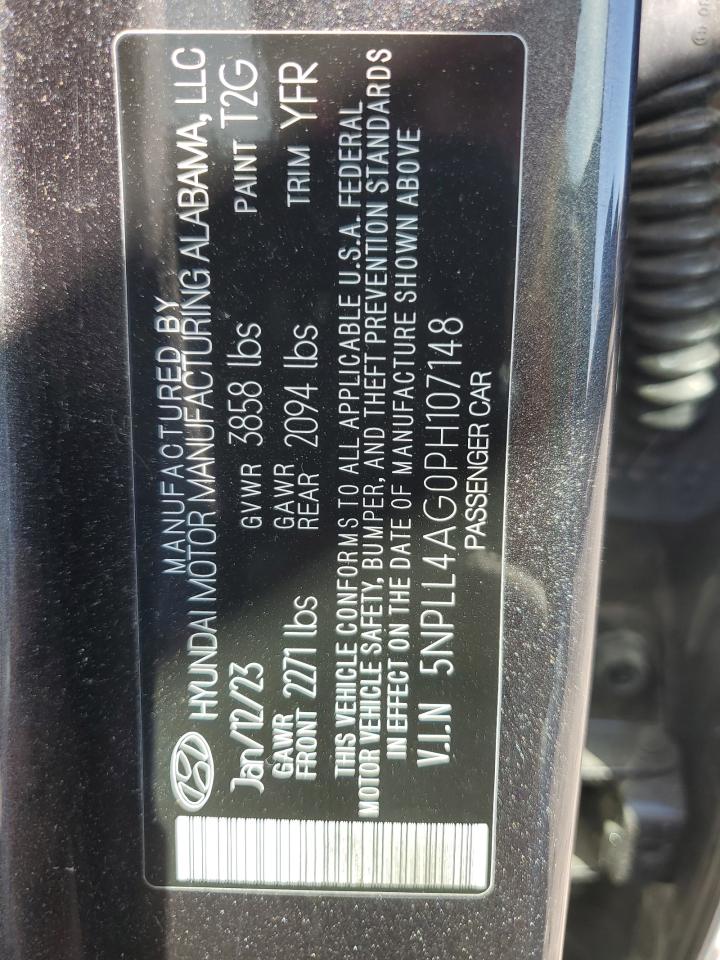 MANUFACTURED BY
HYUNDAI MOTOR MANUFACTURING ALABAMA, LLC
Jan/12/23 GVWR 3858 lbs PAINT T2G
GAWR FRONT 2271 lbs GAWR REAR 2094 lbs TRIM YFR
THIS VEHICLE CONFORMS TO ALL APPLICABLE U.S.A. FEDERAL
MOTOR VEHICLE SAFETY, BUMPER, AND THEFT PREVENTION STANDARDS
IN EFFECT ON THE DATE OF MANUFACTURE SHOWN ABOVE
V.I.N 5NPLL4AG0PH107148
PASSENGER CAR